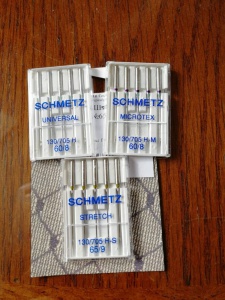 SCHMETZ
UNIVERSAL
130/705 H
60/8
SCHMETZ
MICROTEX
130/705 H-M
60/8
SCHMETZ
STRETCH
130/705 H-S
65/9